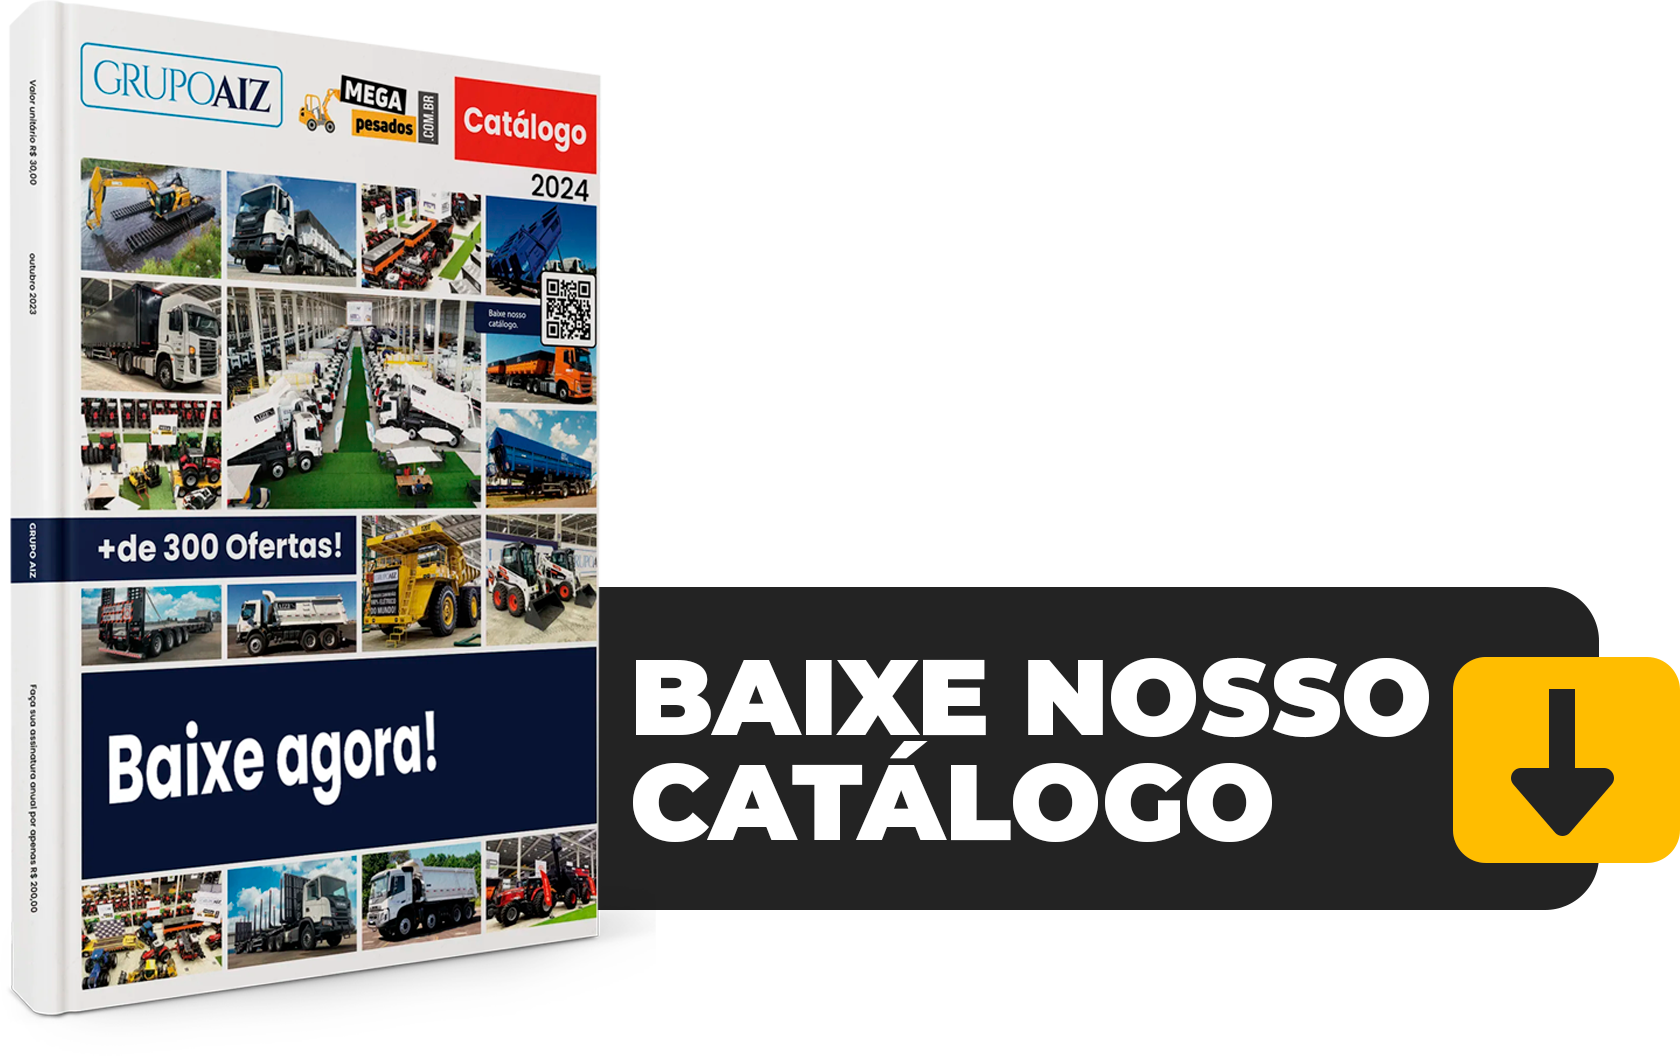 Valor unitário R$ 30,00
outubro 2023
GRUPO AIZ
Faça sua assinatura anual por apenas R$ 200,00
GRUPOAIZ
MEGA
pesados
.COM.BR
Catálogo
2024
Baixe nosso
catálogo.
+de 300 Ofertas!
GRUPOAIZ
Baixe agora!
BAIXE NOSSO
CATÁLOGO